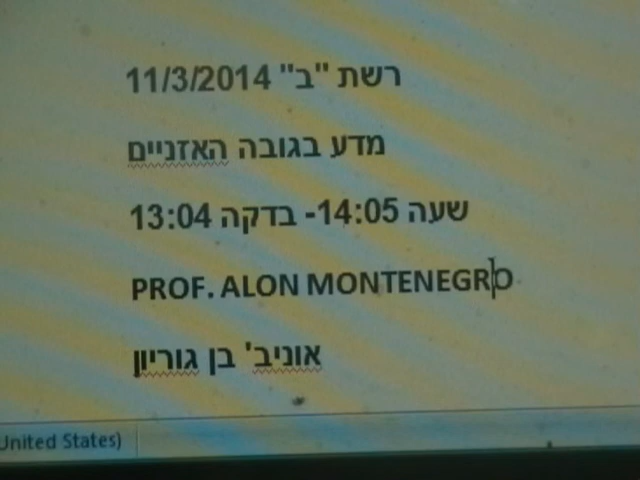 רשת "ב" 11/3/2014
מדע בגובה האזניים
שעה 14:05- בדקה 13:04
PROF. ALON MONTENEGRO
אוניב' בן גוריון
United States)